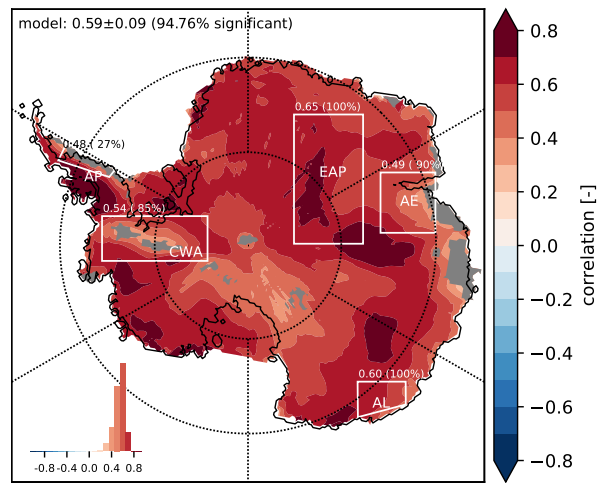 model: 0.59±0.09 (94.76% significant)
0.65 (100%)
0.48 ( 27%)
EAP
0.49 ( 90%)
AP
AE
0.54 ( 85%)
CWA
0.60 (100%)
AL
-0.8 -0.4 0.0 0.4 0.8
0.8
0.6
0.4
0.2
0.0
−0.2
−0.4
−0.6
−0.8
correlation [-]